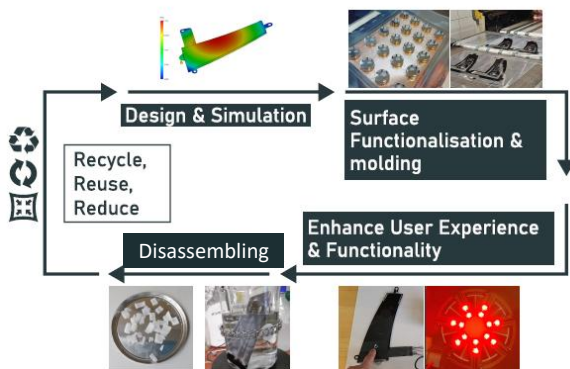 Design & Simulation
Surface
Functionalisation &
molding
Recycle,
Reuse,
Reduce
Enhance User Experience
& Functionality
Disassembling